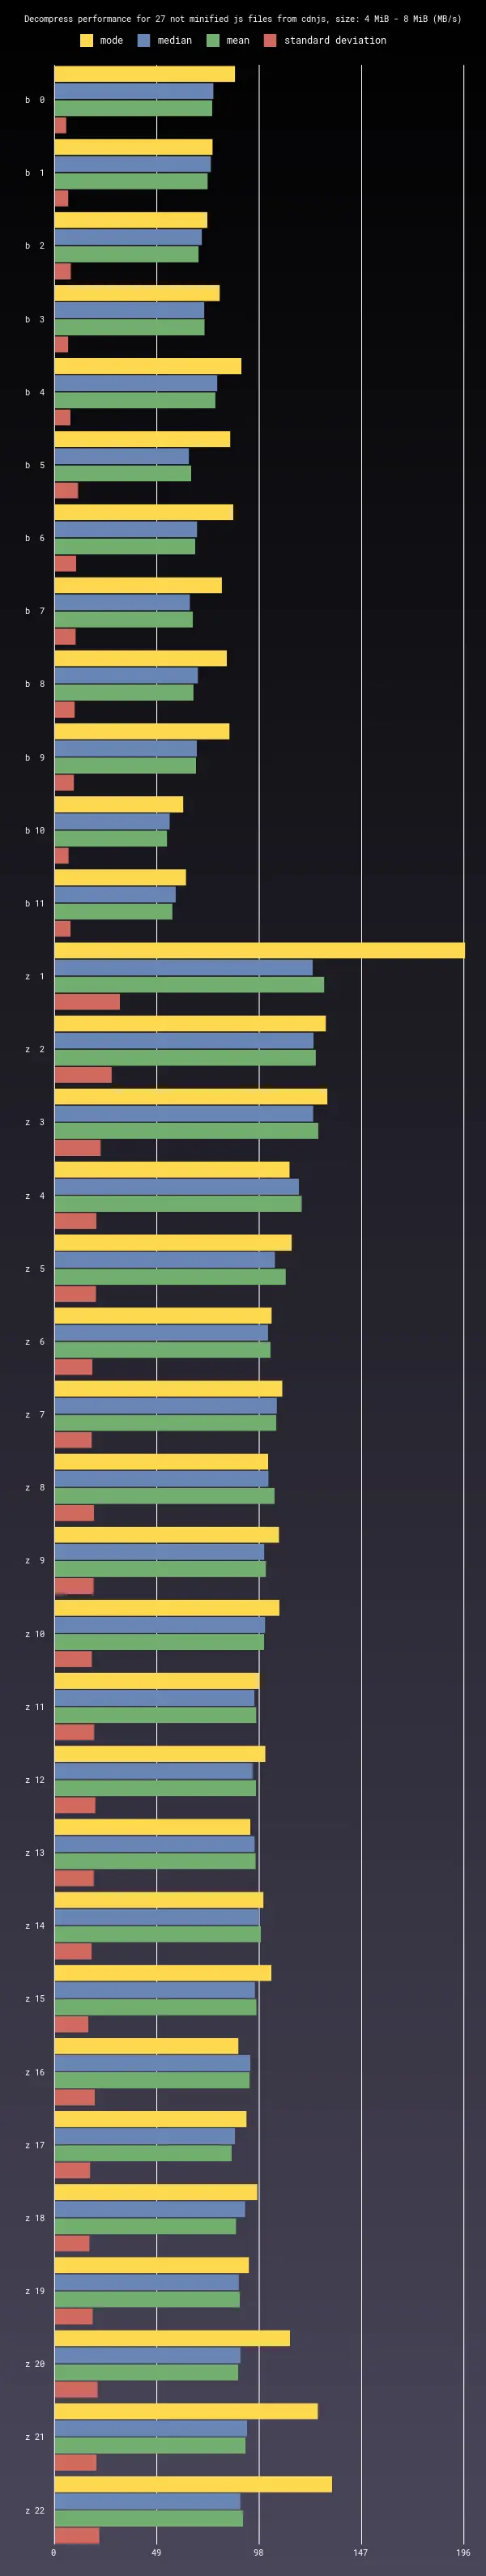 Decompress performance for 27 not minified js files from cdnjs, size: 4 MiB - 8 MiB (MB/s)
mode median mean standard deviation
b 0
b 1
b 2
b 3
b 4
b 5
b 6
b 7
b 8
b 9
b 10
b 11
z 1
z 2
z 3
z 4
z 5
z 6
z 7
z 8
z 9
z 10
z 11
z 12
z 13
z 14
z 15
z 16
z 17
z 18
z 19
z 20
z 21
z 22
0 49 98 147 196